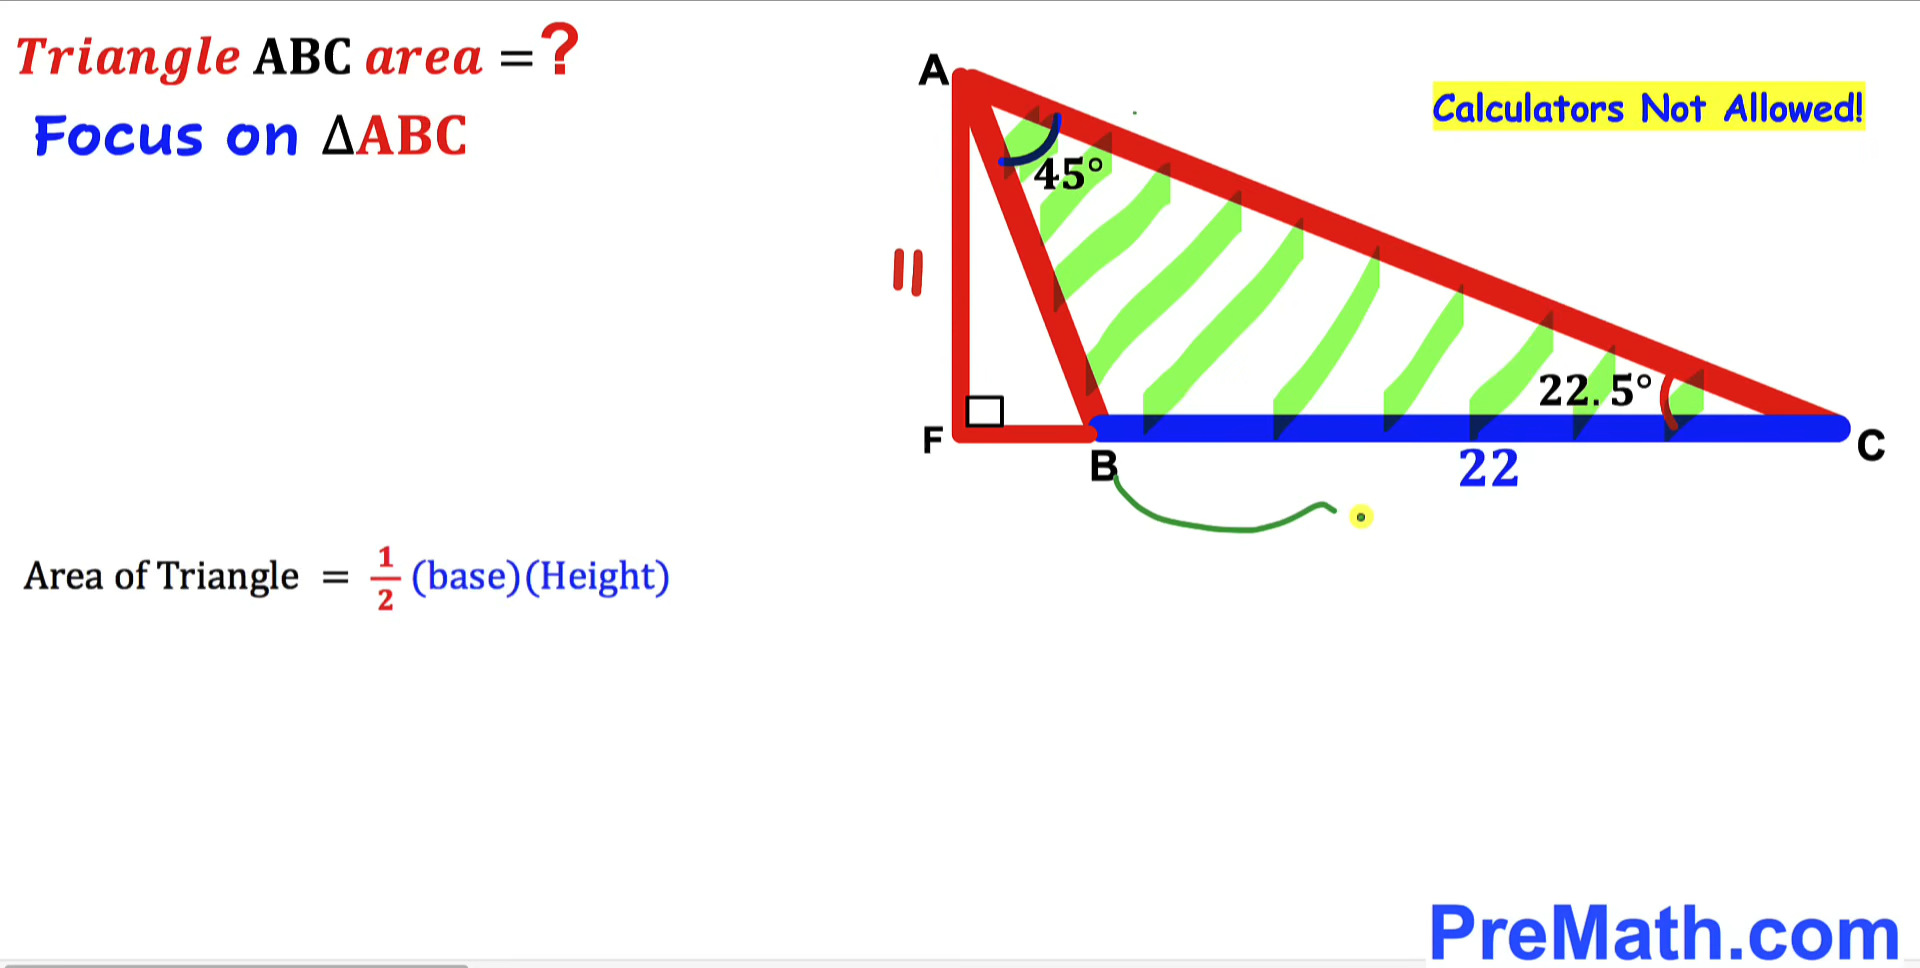 Triangle ABC area = ?
Focus on ΔABC
A
Calculators Not Allowed!
45°
11
22.5°
F
B
22
C
Area of Triangle = 1/2 (base)(Height)
PreMath.com